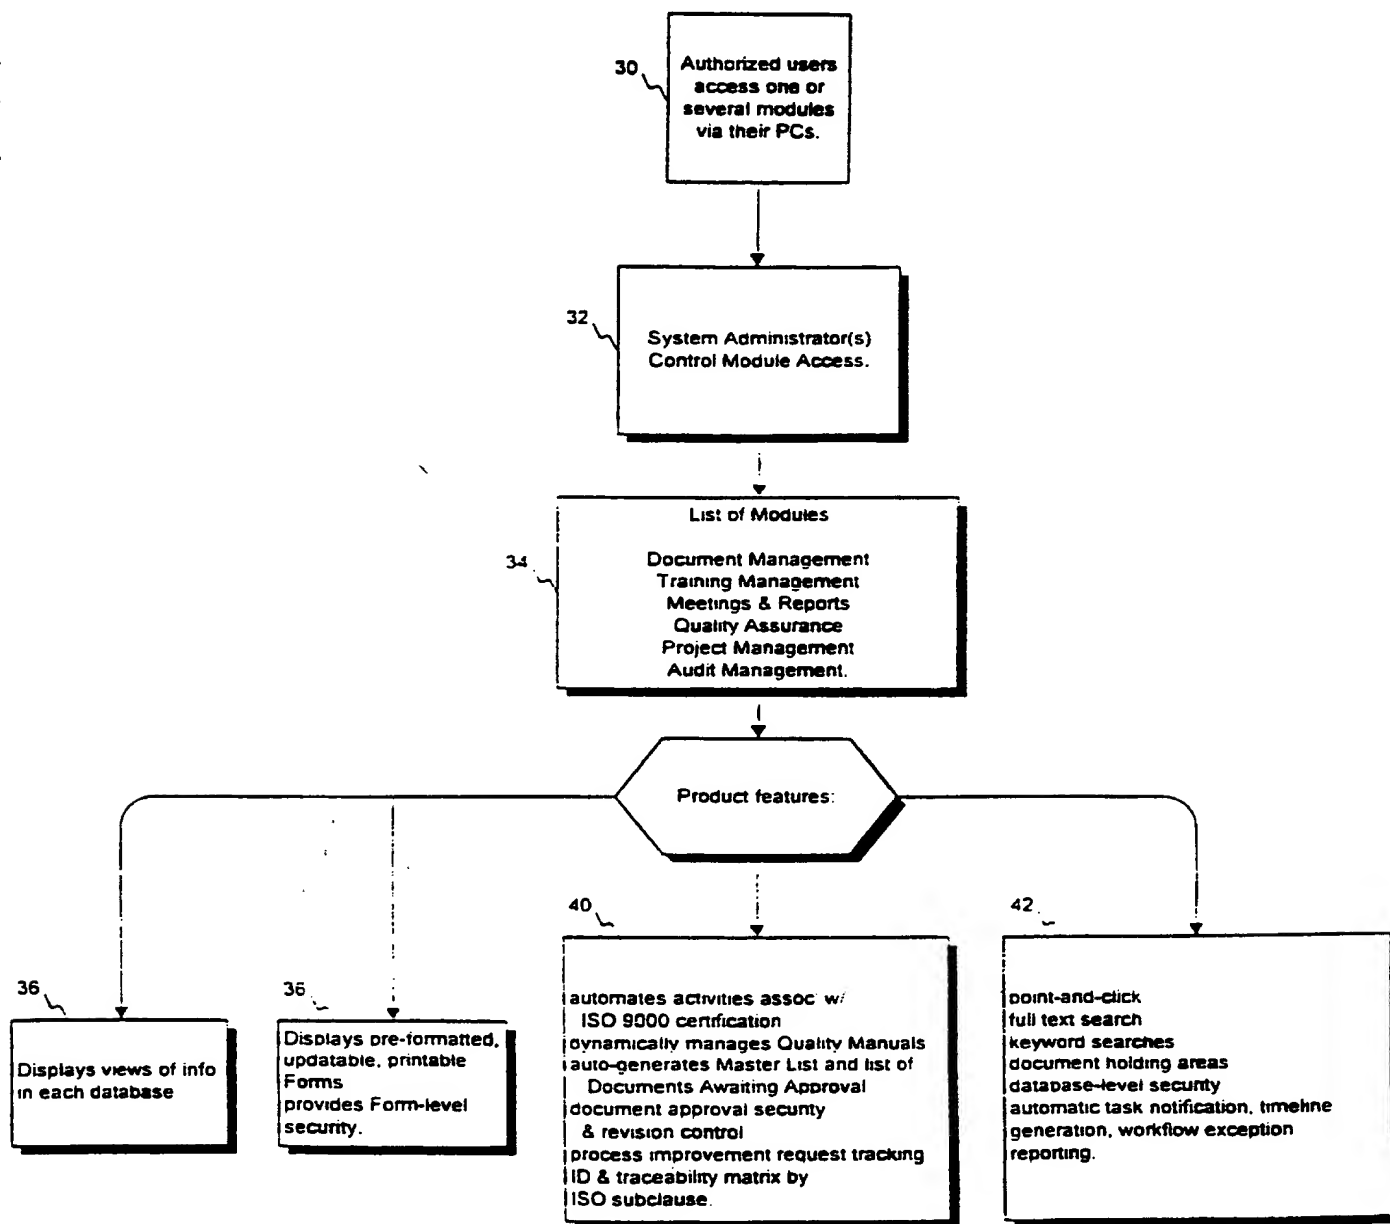 30
Authorized users
access one or
several modules
via their PCs.
32
System Administrator(s)
Control Module Access.
34
List of Modules
Document Management
Training Management
Meetings & Reports
Quality Assurance
Project Management
Audit Management.
Product features:
36
Displays views of info
in each database
36
Displays pre-formatted,
updatable, printable
Forms
provides Form-level
security.
40
automates activities assoc w/
ISO 9000 certification
dynamically manages Quality Manuals
auto-generates Master List and list of
Documents Awaiting Approval
document approval security
& revision control
process improvement request tracking
ID & traceability matrix by
ISO subclause.
42
point-and-click
full text search
keyword searches
document holding areas
database-level security
automatic task notification, timeline
generation, workflow exception
reporting.